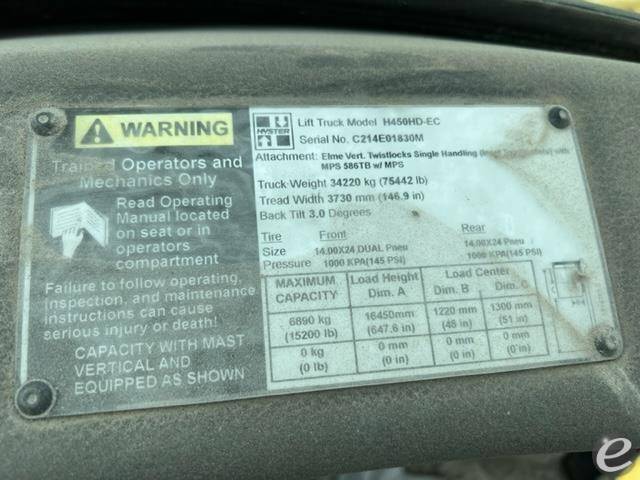 WARNING
Trained Operators and
Mechanics Only
Read Operating
Manual located
on seat or in
operators
compartment
Failure to follow operating,
inspection, and maintenance
instructions can cause
serious injury or death!
CAPACITY WITH MAST
VERTICAL AND
EQUIPPED AS SHOWN
HYSTER
Lift Truck Model H450HD-EC
Serial No. C214E01830M
Attachment: Elme Vert. Twistlocks Single Handling with
MPS 586TB w/ MPS
Truck Weight 34220 kg (75442 lb)
Tread Width 3730 mm (146.9 in)
Back Tilt 3.0 Degrees
Tire Front Rear
Size 14.00X24 DUAL Pneu 14.00X24 Pneu
Pressure 1000 KPA(145 PSI) 1000 KPA(145 PSI)
MAXIMUM CAPACITY Load Height Dim. A Load Center Dim. B Dim. C
6890 kg 16450mm 1220 mm 1300 mm
(15200 lb) (647.6 in) (48 in) (51 in)
0 kg 0 mm 0 mm 0 mm
(0 lb) (0 in) (0 in) (0 in)
e